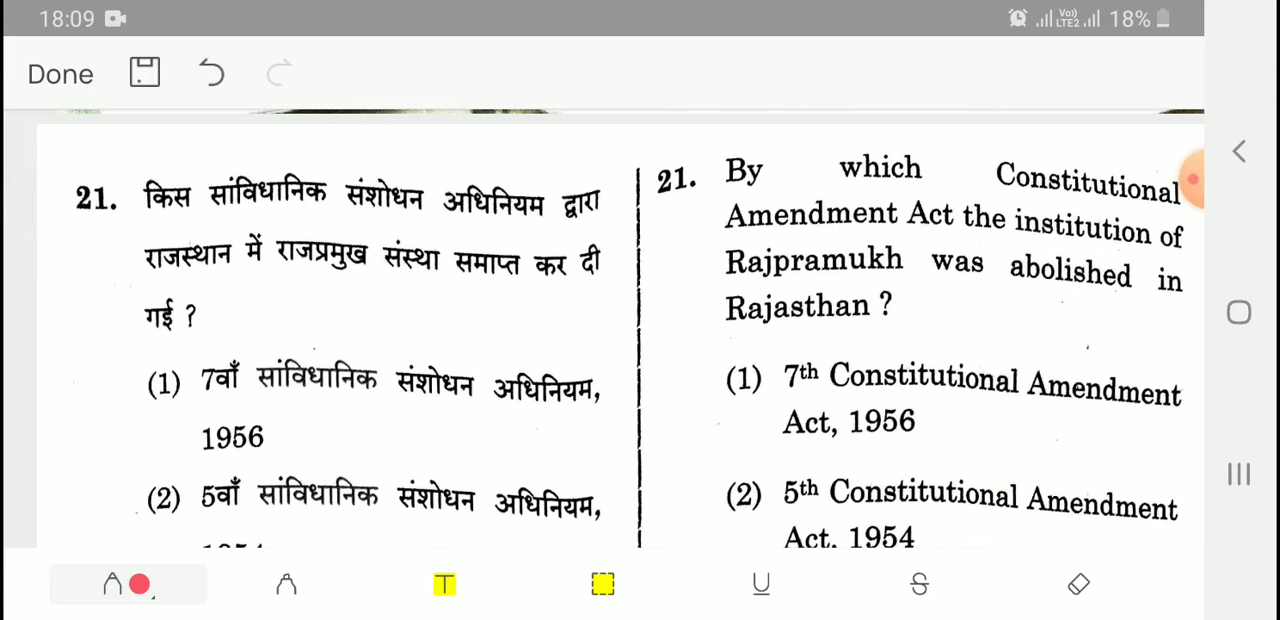 18:09
Vo)) LTE2 18%
Done
21. किस सांविधानिक संशोधन अधिनियम द्वारा
राजस्थान में राजप्रमुख संस्था समाप्त कर दी
गई ?
(1) 7वाँ सांविधानिक संशोधन अधिनियम,
1956
(2) 5वाँ सांविधानिक संशोधन अधिनियम,
21. By which Constitutional
Amendment Act the institution of
Rajpramukh was abolished in
Rajasthan ?
(1) 7th Constitutional Amendment
Act, 1956
(2) 5th Constitutional Amendment
Act, 1954
T
U
S